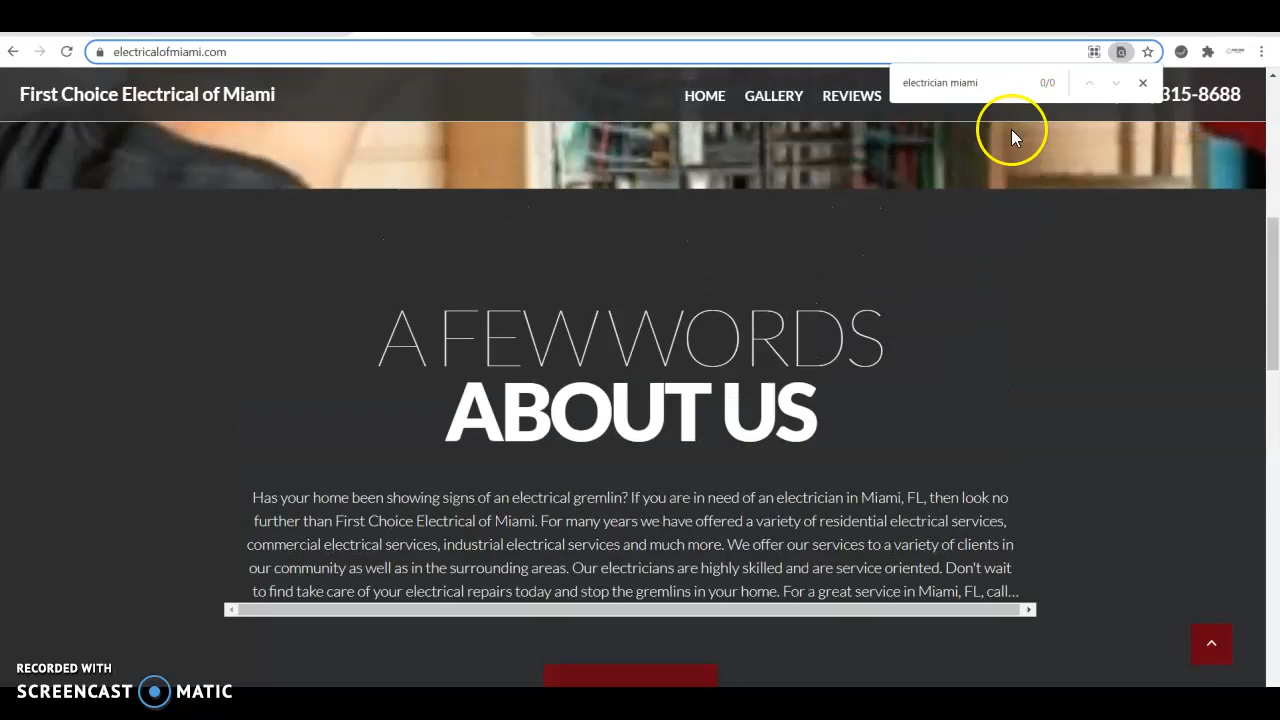 electricalofmiami.com
electrician miami 0/0
First Choice Electrical of Miami HOME GALLERY REVIEWS 315-8688
A FEW WORDS
ABOUT US
Has your home been showing signs of an electrical gremlin? If you are in need of an electrician in Miami, FL, then look no
further than First Choice Electrical of Miami. For many years we have offered a variety of residential electrical services,
commercial electrical services, industrial electrical services and much more. We offer our services to a variety of clients in
our community as well as in the surrounding areas. Our electricians are highly skilled and are service oriented. Don't wait
to find take care of your electrical repairs today and stop the gremlins in your home. For a great service in Miami, FL, call...
RECORDED WITH
SCREENCAST MATIC